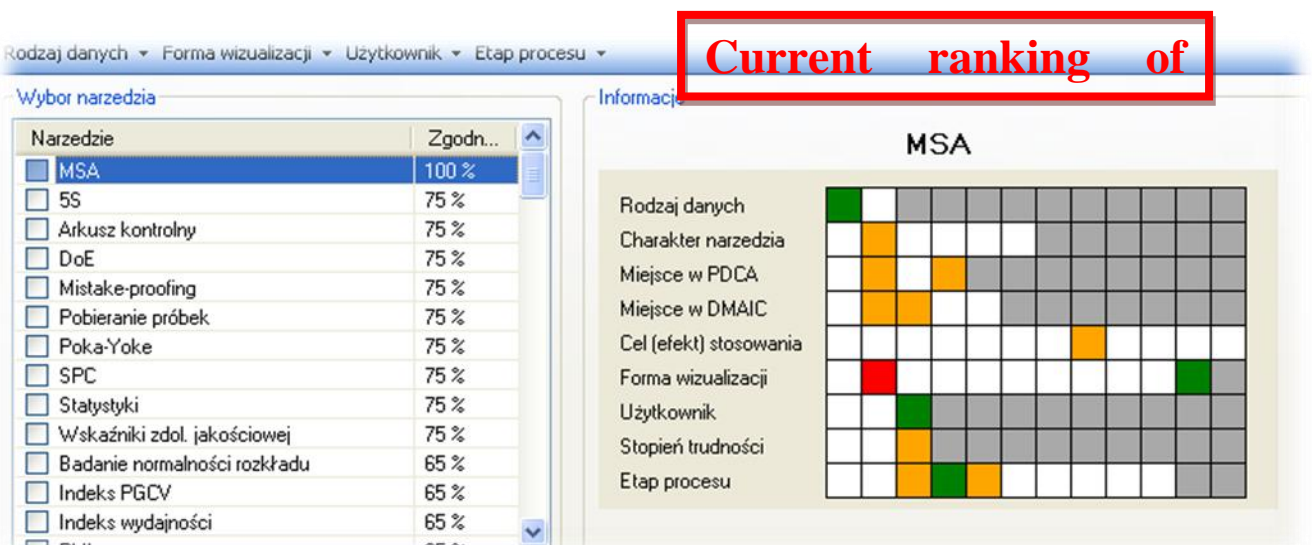 Current ranking of
Rodzaj danych Forma wizualizacji Użytkownik Etap procesu
Wybor narzedzia
Narzedzie Zgodn...
MSA 100 %
5S 75 %
Arkusz kontrolny 75 %
DoE 75 %
Mistake-proofing 75 %
Pobieranie próbek 75 %
Poka-Yoke 75 %
SPC 75 %
Statystyki 75 %
Wskaźniki zdol. jakościowej 75 %
Badanie normalności rozkładu 65 %
Indeks PGCV 65 %
Indeks wydajności 65 %
Informacje
MSA
Rodzaj danych
Charakter narzedzia
Miejsce w PDCA
Miejsce w DMAIC
Cel (efekt) stosowania
Forma wizualizacji
Użytkownik
Stopień trudności
Etap procesu